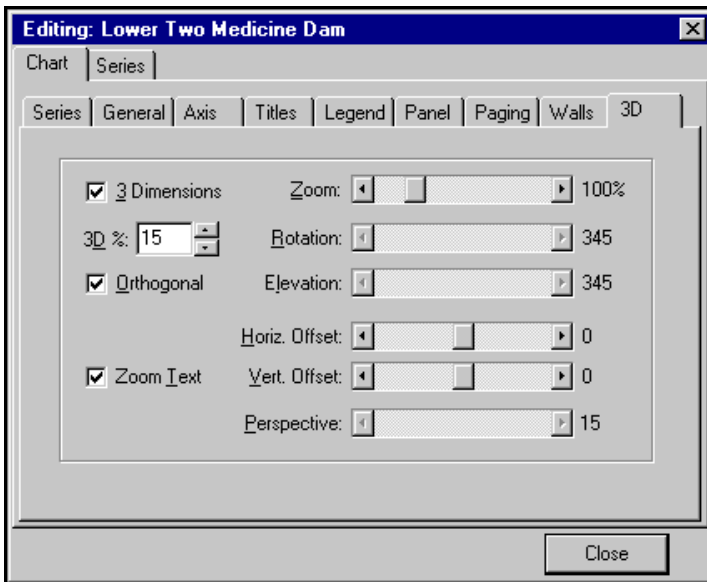 Editing: Lower Two Medicine Dam
Chart Series
Series General Axis Titles Legend Panel Paging Walls 3D
3 Dimensions Zoom: 100%
3D %: 15 Rotation: 345
Orthogonal Elevation: 345
Horiz. Offset: 0
Zoom Text Vert. Offset: 0
Perspective: 15
Close